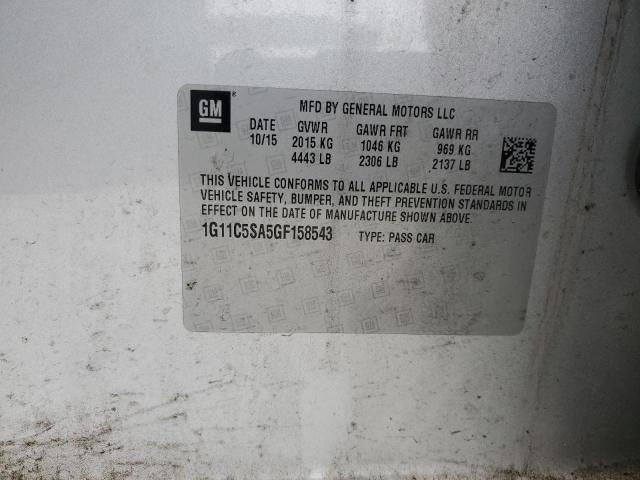 GM
MFD BY GENERAL MOTORS LLC
DATE GVWR GAWR FRT GAWR RR
10/15 2015 KG 1046 KG 969 KG
4443 LB 2306 LB 2137 LB
THIS VEHICLE CONFORMS TO ALL APPLICABLE U.S. FEDERAL MOTOR
VEHICLE SAFETY, BUMPER, AND THEFT PREVENTION STANDARDS IN
EFFECT ON THE DATE OF MANUFACTURE SHOWN ABOVE.
1G11C5SA5GF158543 TYPE: PASS CAR